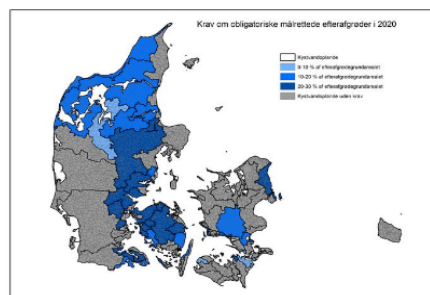 Krav om obligatoriske målrettede efterafgrøder i 2020
Kystvandoplande
0-10 % af efterafgrødegrundarealet
10-20 % af efterafgrødegrundarealet
20-30 % af efterafgrødegrundarealet
Kystvandoplande uden krav